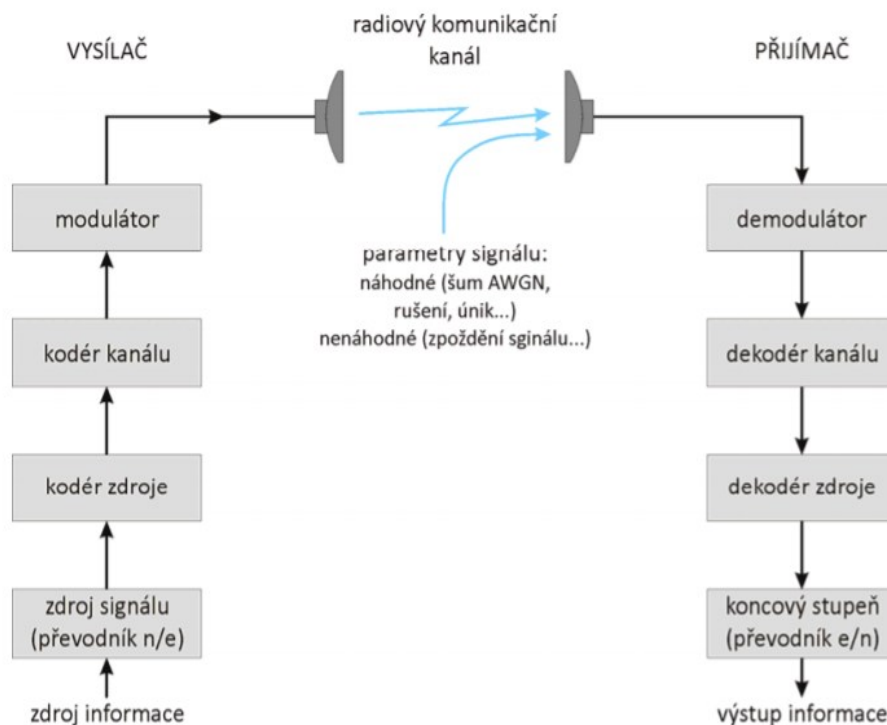 VYSÍLAČ
radiový komunikační
kanál
PŘIJÍMAČ
modulátor
kodér kanálu
kodér zdroje
zdroj signálu
(převodník n/e)
zdroj informace
parametry signálu:
náhodné (šum AWGN,
rušení, únik...)
nenáhodné (zpoždění sginálu...)
demodulátor
dekodér kanálu
dekodér zdroje
koncový stupeň
(převodník e/n)
výstup informace